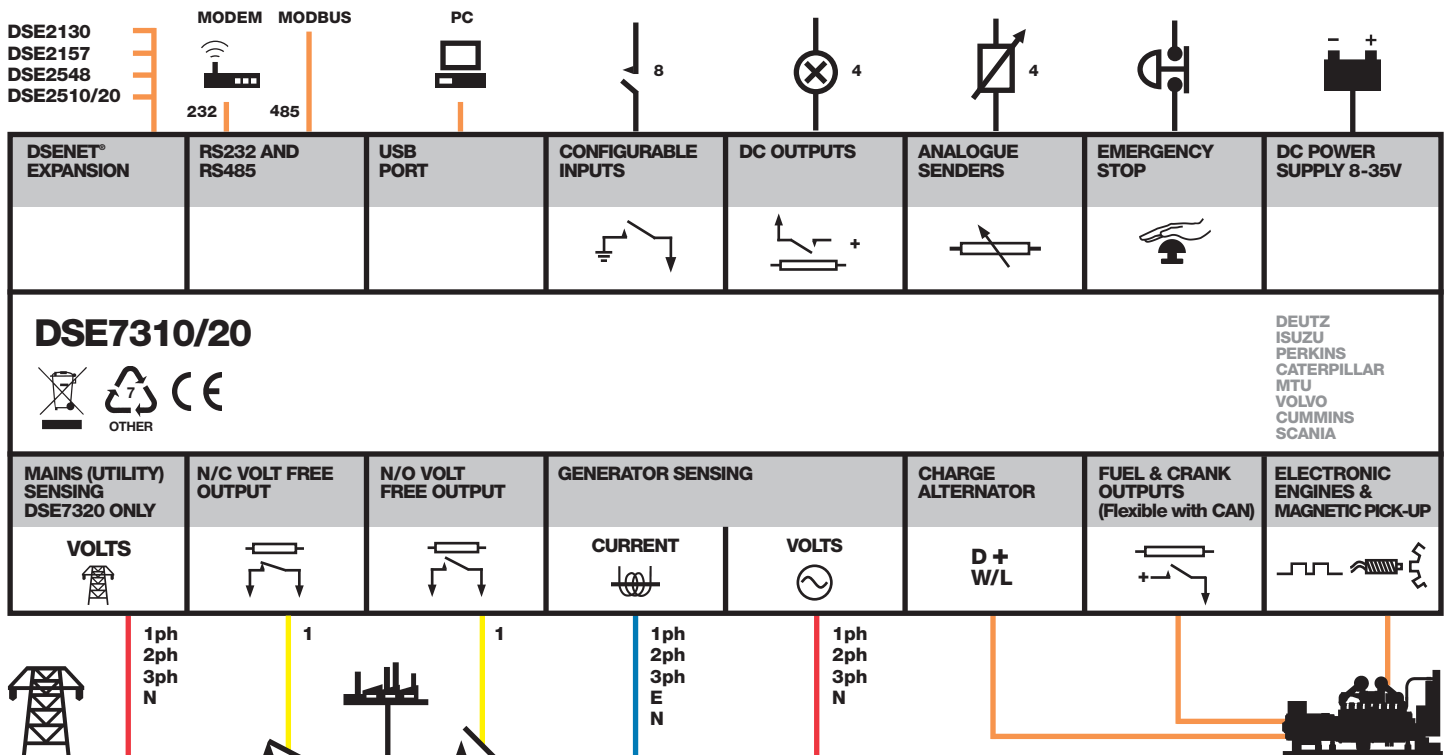 DSE2130
DSE2157
DSE2548
DSE2510/20
MODEM
MODBUS
PC
232
485
8
4
4
– +
DSENET®
EXPANSION
RS232 AND
RS485
USB
PORT
CONFIGURABLE
INPUTS
DC OUTPUTS
ANALOGUE
SENDERS
EMERGENCY
STOP
DC POWER
SUPPLY 8-35V
+
DSE7310/20
7
OTHER
CE
DEUTZ
ISUZU
PERKINS
CATERPILLAR
MTU
VOLVO
CUMMINS
SCANIA
MAINS (UTILITY)
SENSING
DSE7320 ONLY
N/C VOLT FREE
OUTPUT
N/O VOLT
FREE OUTPUT
GENERATOR SENSING
CHARGE
ALTERNATOR
FUEL & CRANK
OUTPUTS
(Flexible with CAN)
ELECTRONIC
ENGINES &
MAGNETIC PICK-UP
VOLTS
CURRENT
VOLTS
D +
W/L
+
1ph
2ph
3ph
N
1
1
1ph
2ph
3ph
E
N
1ph
2ph
3ph
N